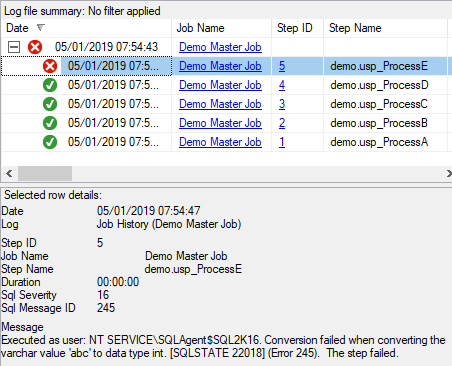 Log file summary: No filter applied
Date Job Name Step ID Step Name
05/01/2019 07:54:43 Demo Master Job
05/01/2019 07:5... Demo Master Job 5 demo.usp_ProcessE
05/01/2019 07:5... Demo Master Job 4 demo.usp_ProcessD
05/01/2019 07:5... Demo Master Job 3 demo.usp_ProcessC
05/01/2019 07:5... Demo Master Job 2 demo.usp_ProcessB
05/01/2019 07:5... Demo Master Job 1 demo.usp_ProcessA
Selected row details:
Date 05/01/2019 07:54:47
Log Job History (Demo Master Job)
Step ID 5
Job Name Demo Master Job
Step Name demo.usp_ProcessE
Duration 00:00:00
Sql Severity 16
Sql Message ID 245
Message
Executed as user: NT SERVICE\SQLAgent$SQL2K16. Conversion failed when converting the
varchar value 'abc' to data type int. [SQLSTATE 22018] (Error 245).  The step failed.